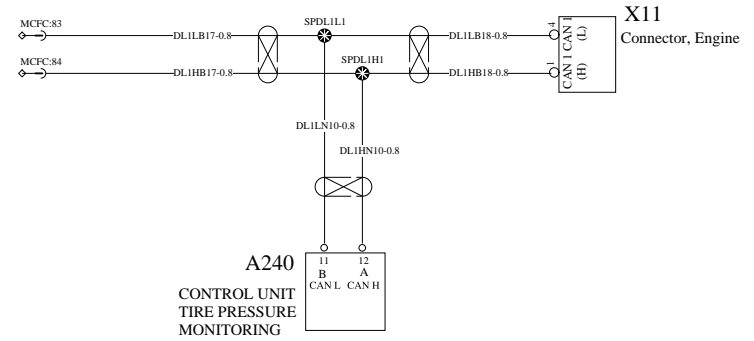 MCFC:83
DL1LB17-0.8
SPDL1L1
DL1LB18-0.8
4
CAN 1
(L)
X11
Connector, Engine
MCFC:84
DL1HB17-0.8
SPDL1H1
DL1HB18-0.8
1
CAN 1
(H)
DL1LN10-0.8
DL1HN10-0.8
A240
CONTROL UNIT
TIRE PRESSURE
MONITORING
11
B
CAN L
12
A
CAN H